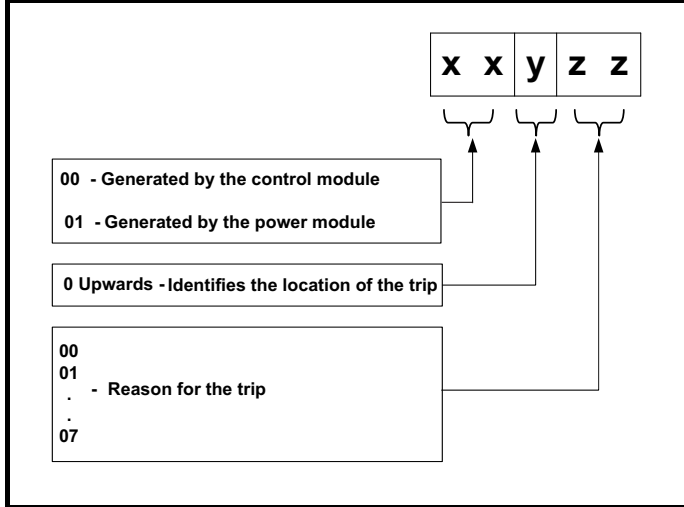 x x y z z
00 - Generated by the control module
01 - Generated by the power module
0 Upwards - Identifies the location of the trip
00
01
.
- Reason for the trip
.
07